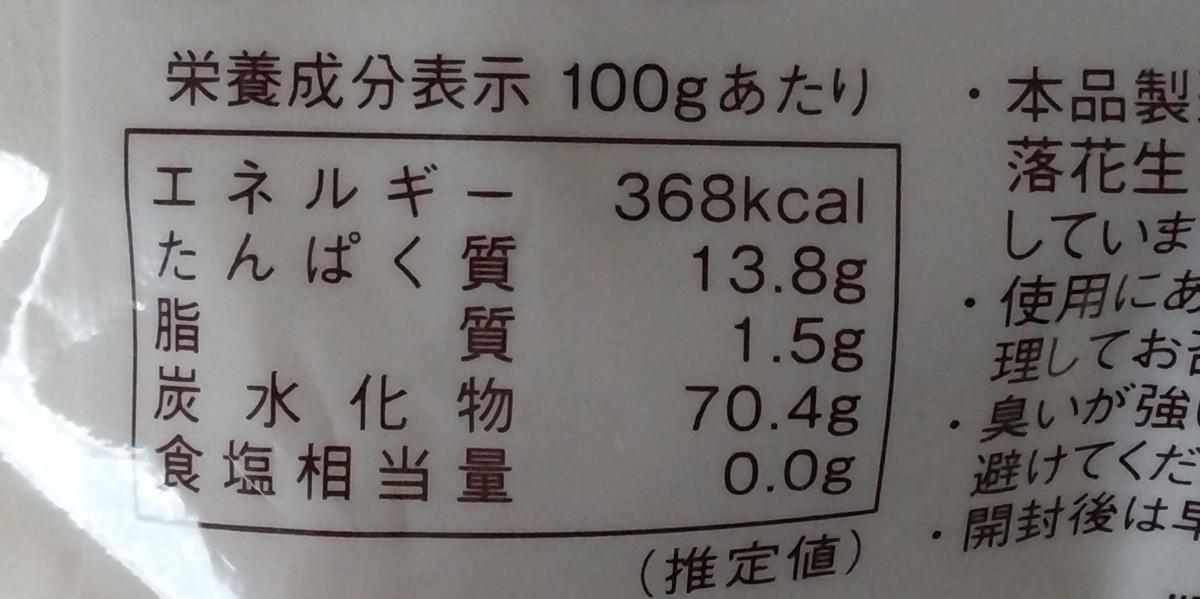 栄養成分表示 100gあたり
エネルギー 368kcal
たんぱく質 13.8g
脂質 1.5g
炭水化物 70.4g
食塩相当量 0.0g
(推定値)
・本品製
落花生
していま
・使用にあ
理してお
・臭いが強
避けてくだ
・開封後は早